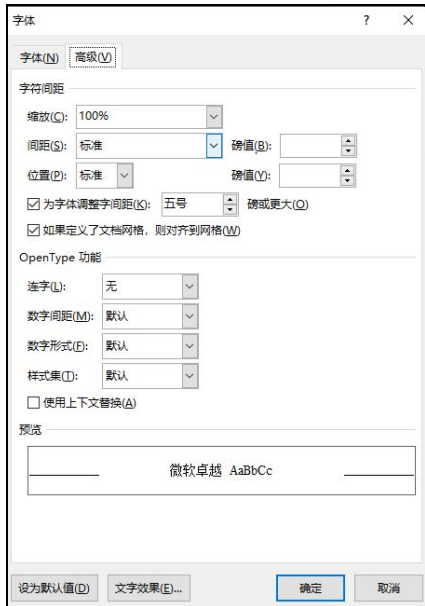 字体 ? ×
字体(N) 高级(V)
字符间距
缩放(C): 100%
间距(S): 标准 磅值(B):
位置(P): 标准 磅值(Y):
为字体调整字间距(K): 五号 磅或更大(O)
如果定义了文档网格，则对齐到网格(W)
OpenType 功能
连字(L): 无
数字间距(M): 默认
数字形式(F): 默认
样式集(T): 默认
使用上下文替换(A)
预览
微软卓越 AaBbCc
设为默认值(D) 文字效果(E)... 确定 取消